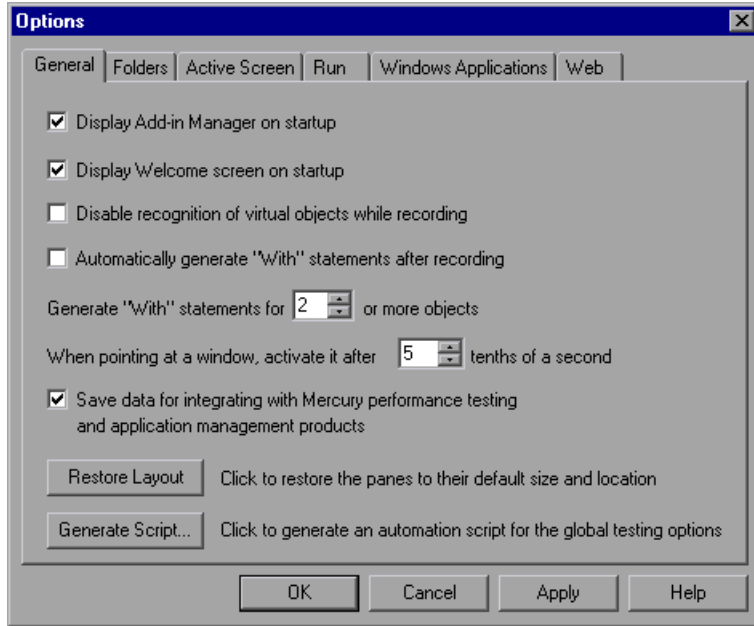 Options
General Folders Active Screen Run Windows Applications Web
Display Add-in Manager on startup
Display Welcome screen on startup
Disable recognition of virtual objects while recording
Automatically generate "With" statements after recording
Generate "With" statements for 2 or more objects
When pointing at a window, activate it after 5 tenths of a second
Save data for integrating with Mercury performance testing
and application management products
Restore Layout Click to restore the panes to their default size and location
Generate Script... Click to generate an automation script for the global testing options
OK Cancel Apply Help